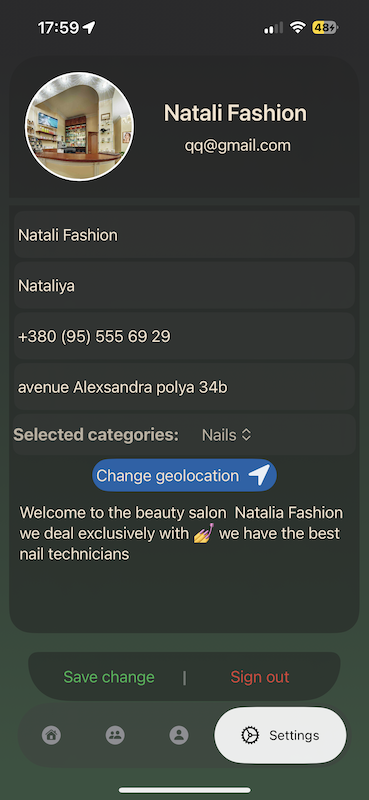 17:59
48
Natali Fashion
qq@gmail.com
Natali Fashion
Nataliya
+380 (95) 555 69 29
avenue Alexsandra polya 34b
Selected categories: Nails
Change geolocation
Welcome to the beauty salon  Natalia Fashion
we deal exclusively with 💅 we have the best
nail technicians
Save change | Sign out
Settings